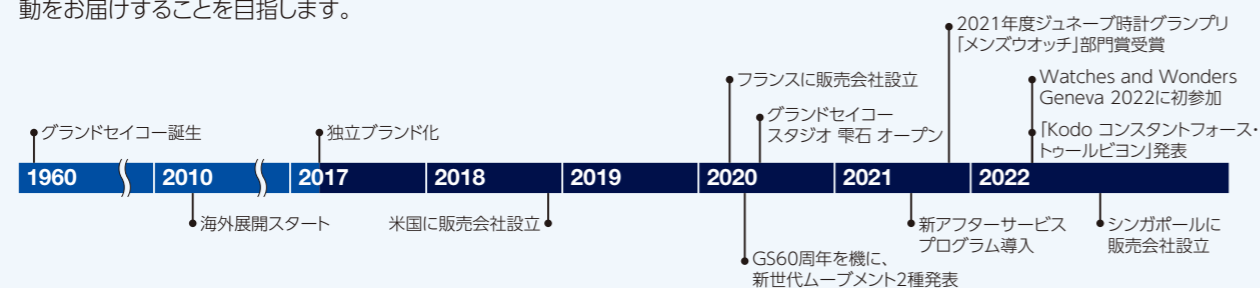 動をお届けすることを目指します。
2021年度ジュネーブ時計グランプリ
「メンズウオッチ」部門賞受賞
フランスに販売会社設立
Watches and Wonders
Geneva 2022に初参加
グランドセイコー
スタジオ 雫石 オープン
グランドセイコー誕生
独立ブランド化
「Kodo コンスタントフォース・
トゥールビヨン」発表
1960
2010
2017
2018
2019
2020
2021
2022
海外展開スタート
米国に販売会社設立
新アフターサービス
プログラム導入
シンガポールに
販売会社設立
GS60周年を機に、
新世代ムーブメント2種発表